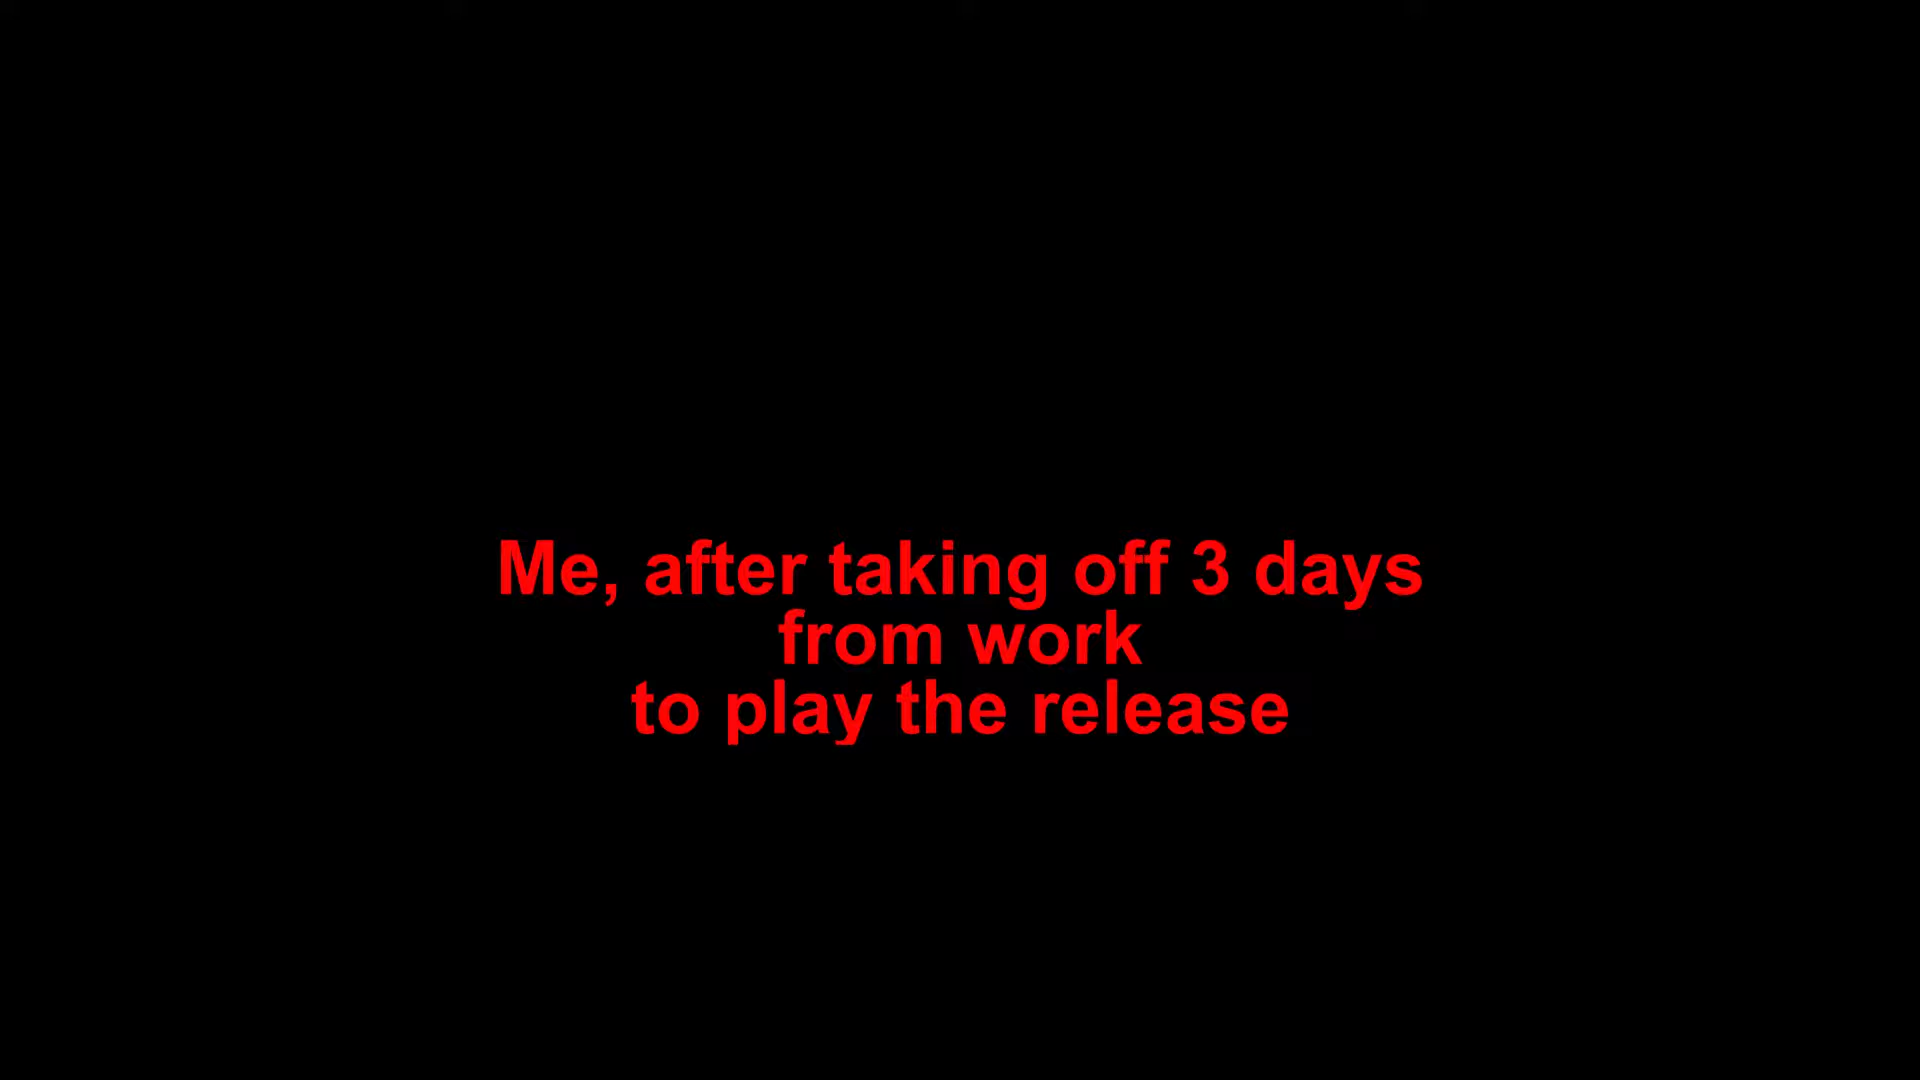 Me, after taking off 3 days
from work
to play the release